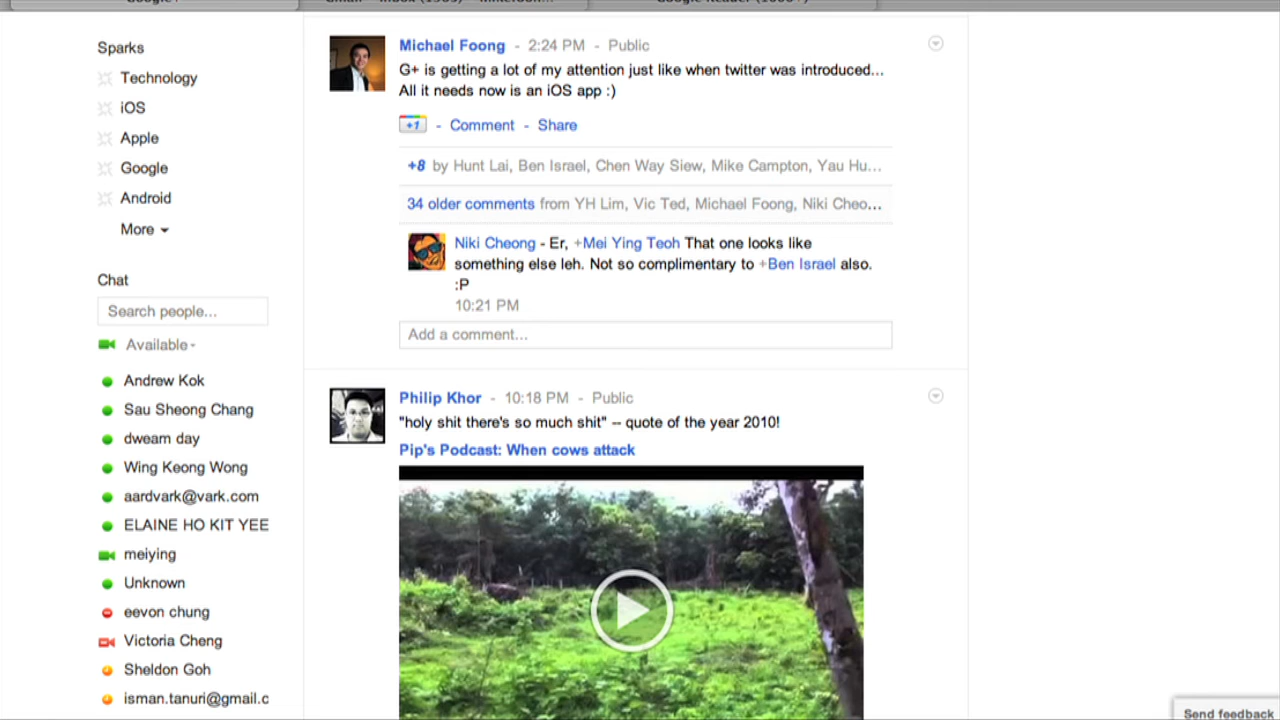 Sparks
Technology
iOS
Apple
Google
Android
More
Chat
Search people...
Available
Andrew Kok
Sau Sheong Chang
dweam day
Wing Keong Wong
aardvark@vark.com
ELAINE HO KIT YEE
meiying
Unknown
eevon chung
Victoria Cheng
Sheldon Goh
isman.tanuri@gmail.c
Michael Foong - 2:24 PM - Public
G+ is getting a lot of my attention just like when twitter was introduced...
All it needs now is an iOS app :)
+1 - Comment - Share
+8 by Hunt Lai, Ben Israel, Chen Way Siew, Mike Campton, Yau Hu...
34 older comments from YH Lim, Vic Ted, Michael Foong, Niki Cheo...
Niki Cheong - Er, +Mei Ying Teoh That one looks like
something else leh. Not so complimentary to +Ben Israel also.
:P
10:21 PM
Add a comment...
Philip Khor - 10:18 PM - Public
"holy shit there's so much shit" -- quote of the year 2010!
Pip's Podcast: When cows attack
Send feedback